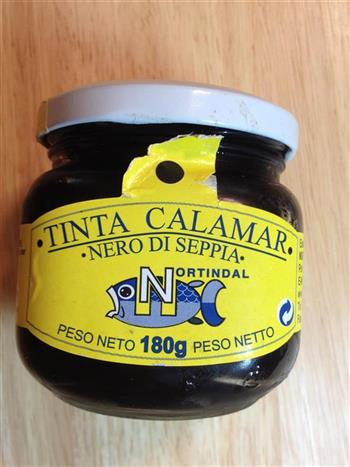 ·TINTA CALAMAR·
·NERO DI SEPPIA·
NORTINDAL
PESO NETO 180g PESO NETTO